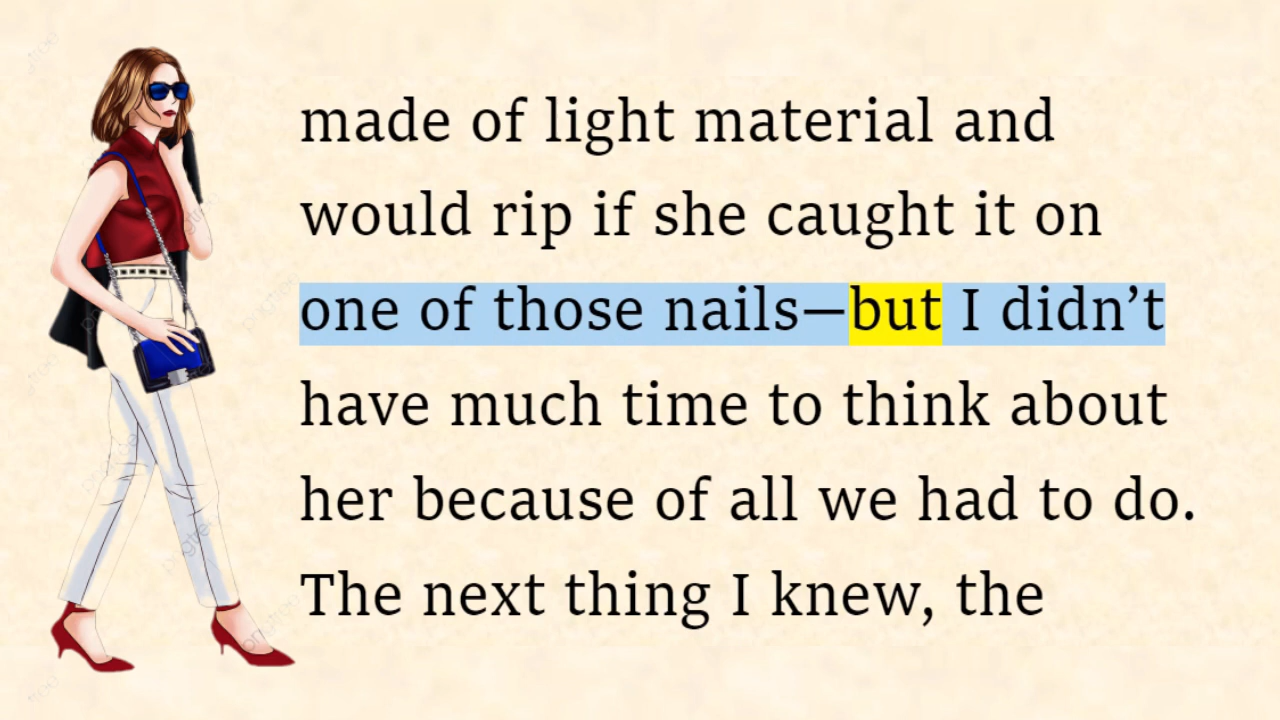 made of light material and
would rip if she caught it on
one of those nails—but I didn’t
have much time to think about
her because of all we had to do.
The next thing I knew, the